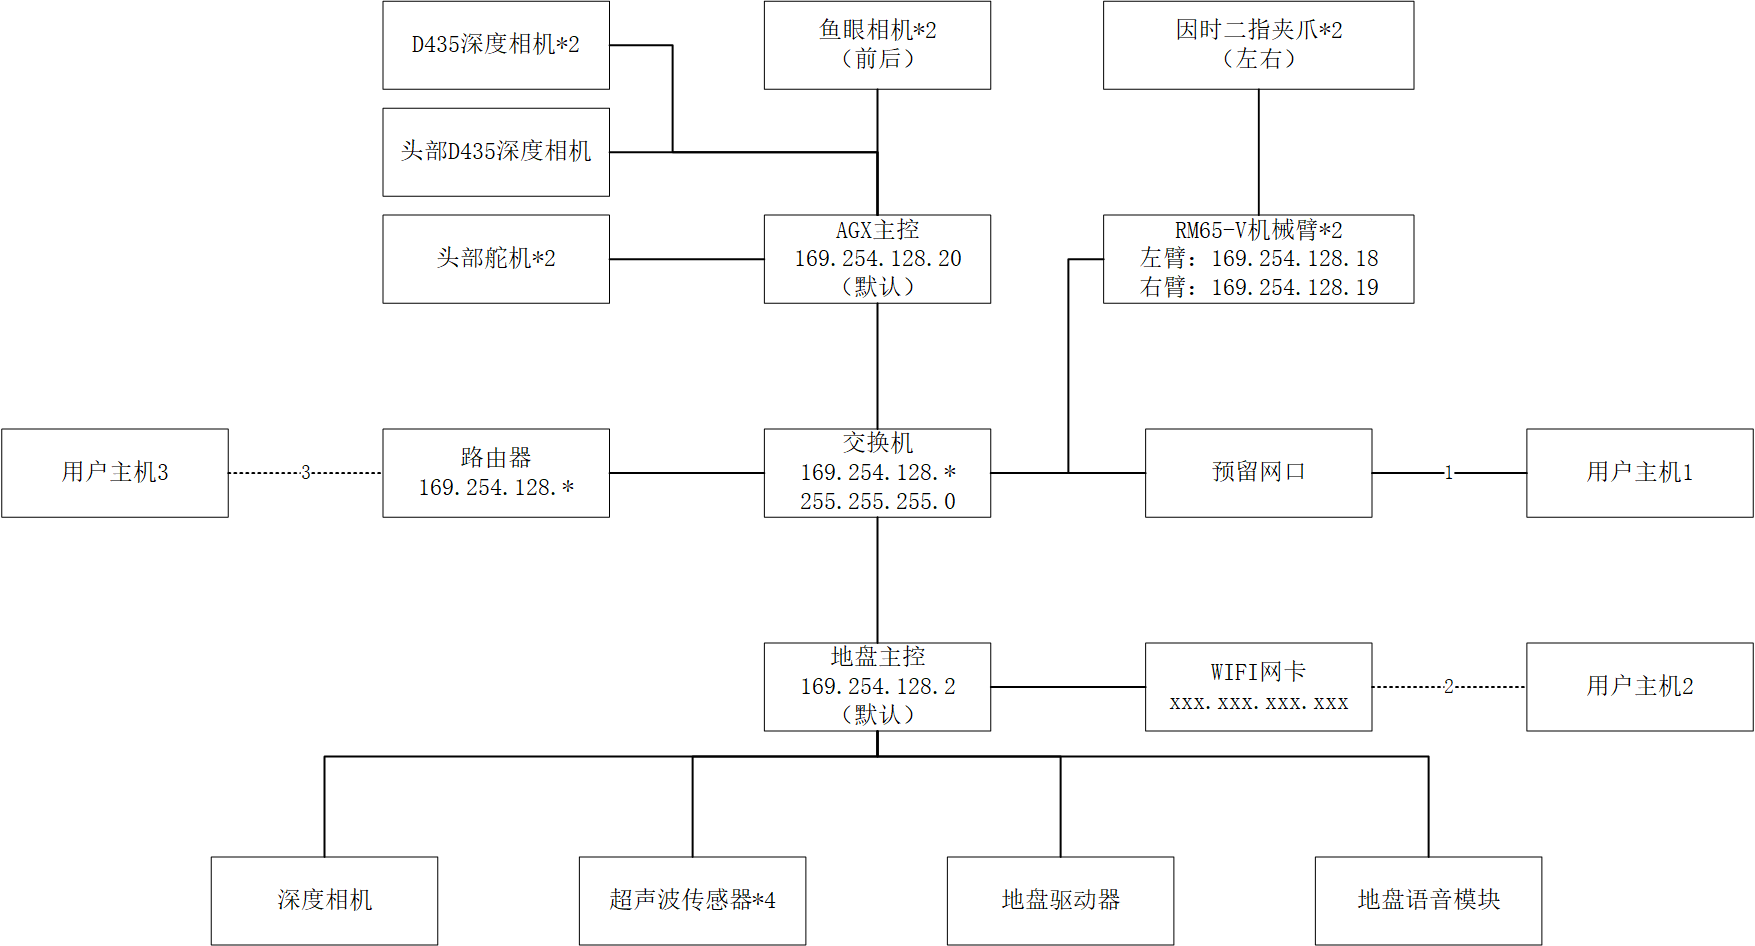 D435深度相机*2
鱼眼相机*2
（前后）
因时二指夹爪*2
（左右）
头部D435深度相机
头部舵机*2
AGX主控
169.254.128.20
（默认）
RM65-V机械臂*2
左臂：169.254.128.18
右臂：169.254.128.19
用户主机3
3
路由器
169.254.128.*
交换机
169.254.128.*
255.255.255.0
预留网口
1
用户主机1
地盘主控
169.254.128.2
（默认）
WIFI网卡
xxx.xxx.xxx.xxx
2
用户主机2
深度相机
超声波传感器*4
地盘驱动器
地盘语音模块